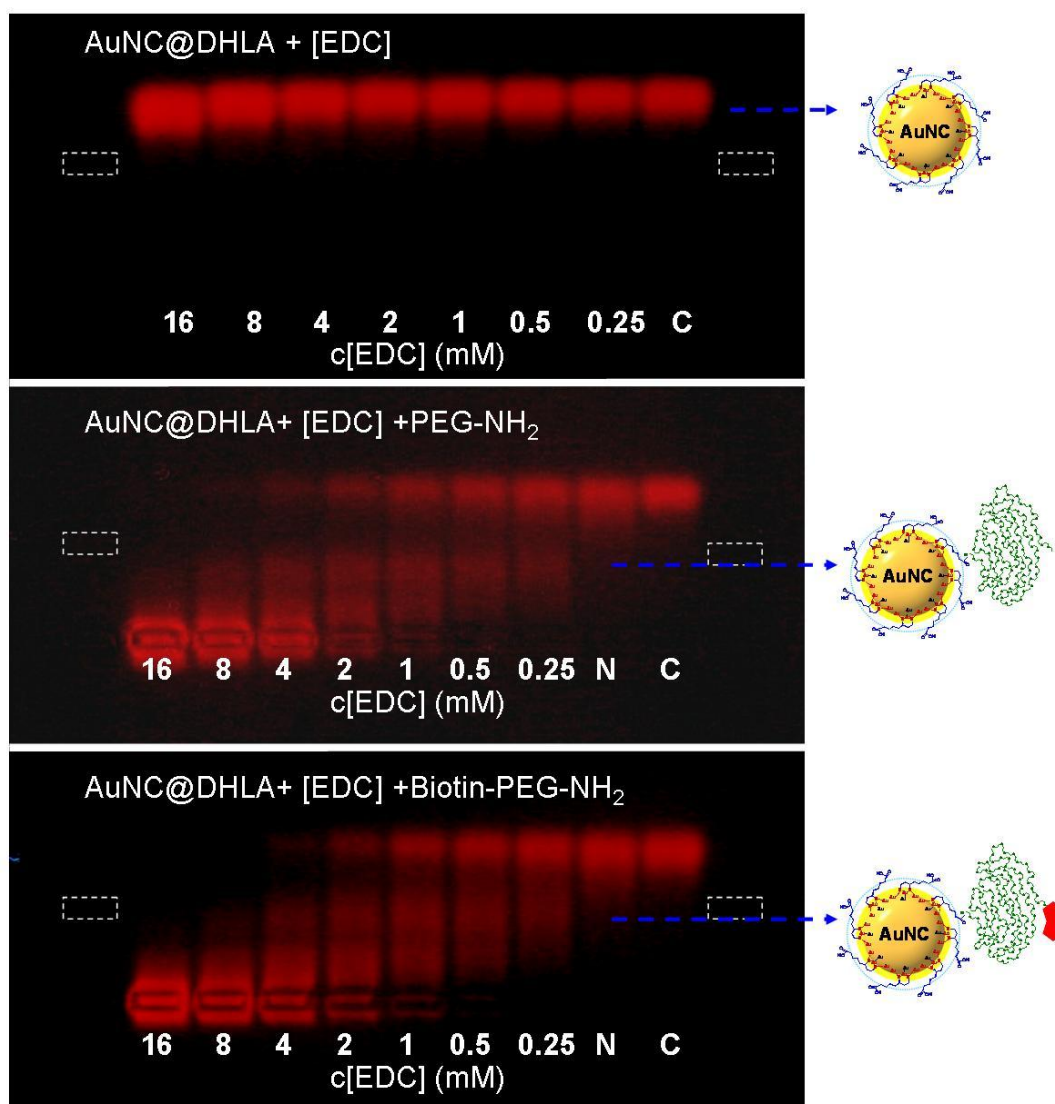 AuNC@DHLA + [EDC]
AuNC
16 8 4 2 1 0.5 0.25 C
c[EDC] (mM)
AuNC@DHLA+ [EDC] +PEG-NH₂
AuNC
16 8 4 2 1 0.5 0.25 N C
c[EDC] (mM)
AuNC@DHLA+ [EDC] +Biotin-PEG-NH₂
AuNC
16 8 4 2 1 0.5 0.25 N C
c[EDC] (mM)